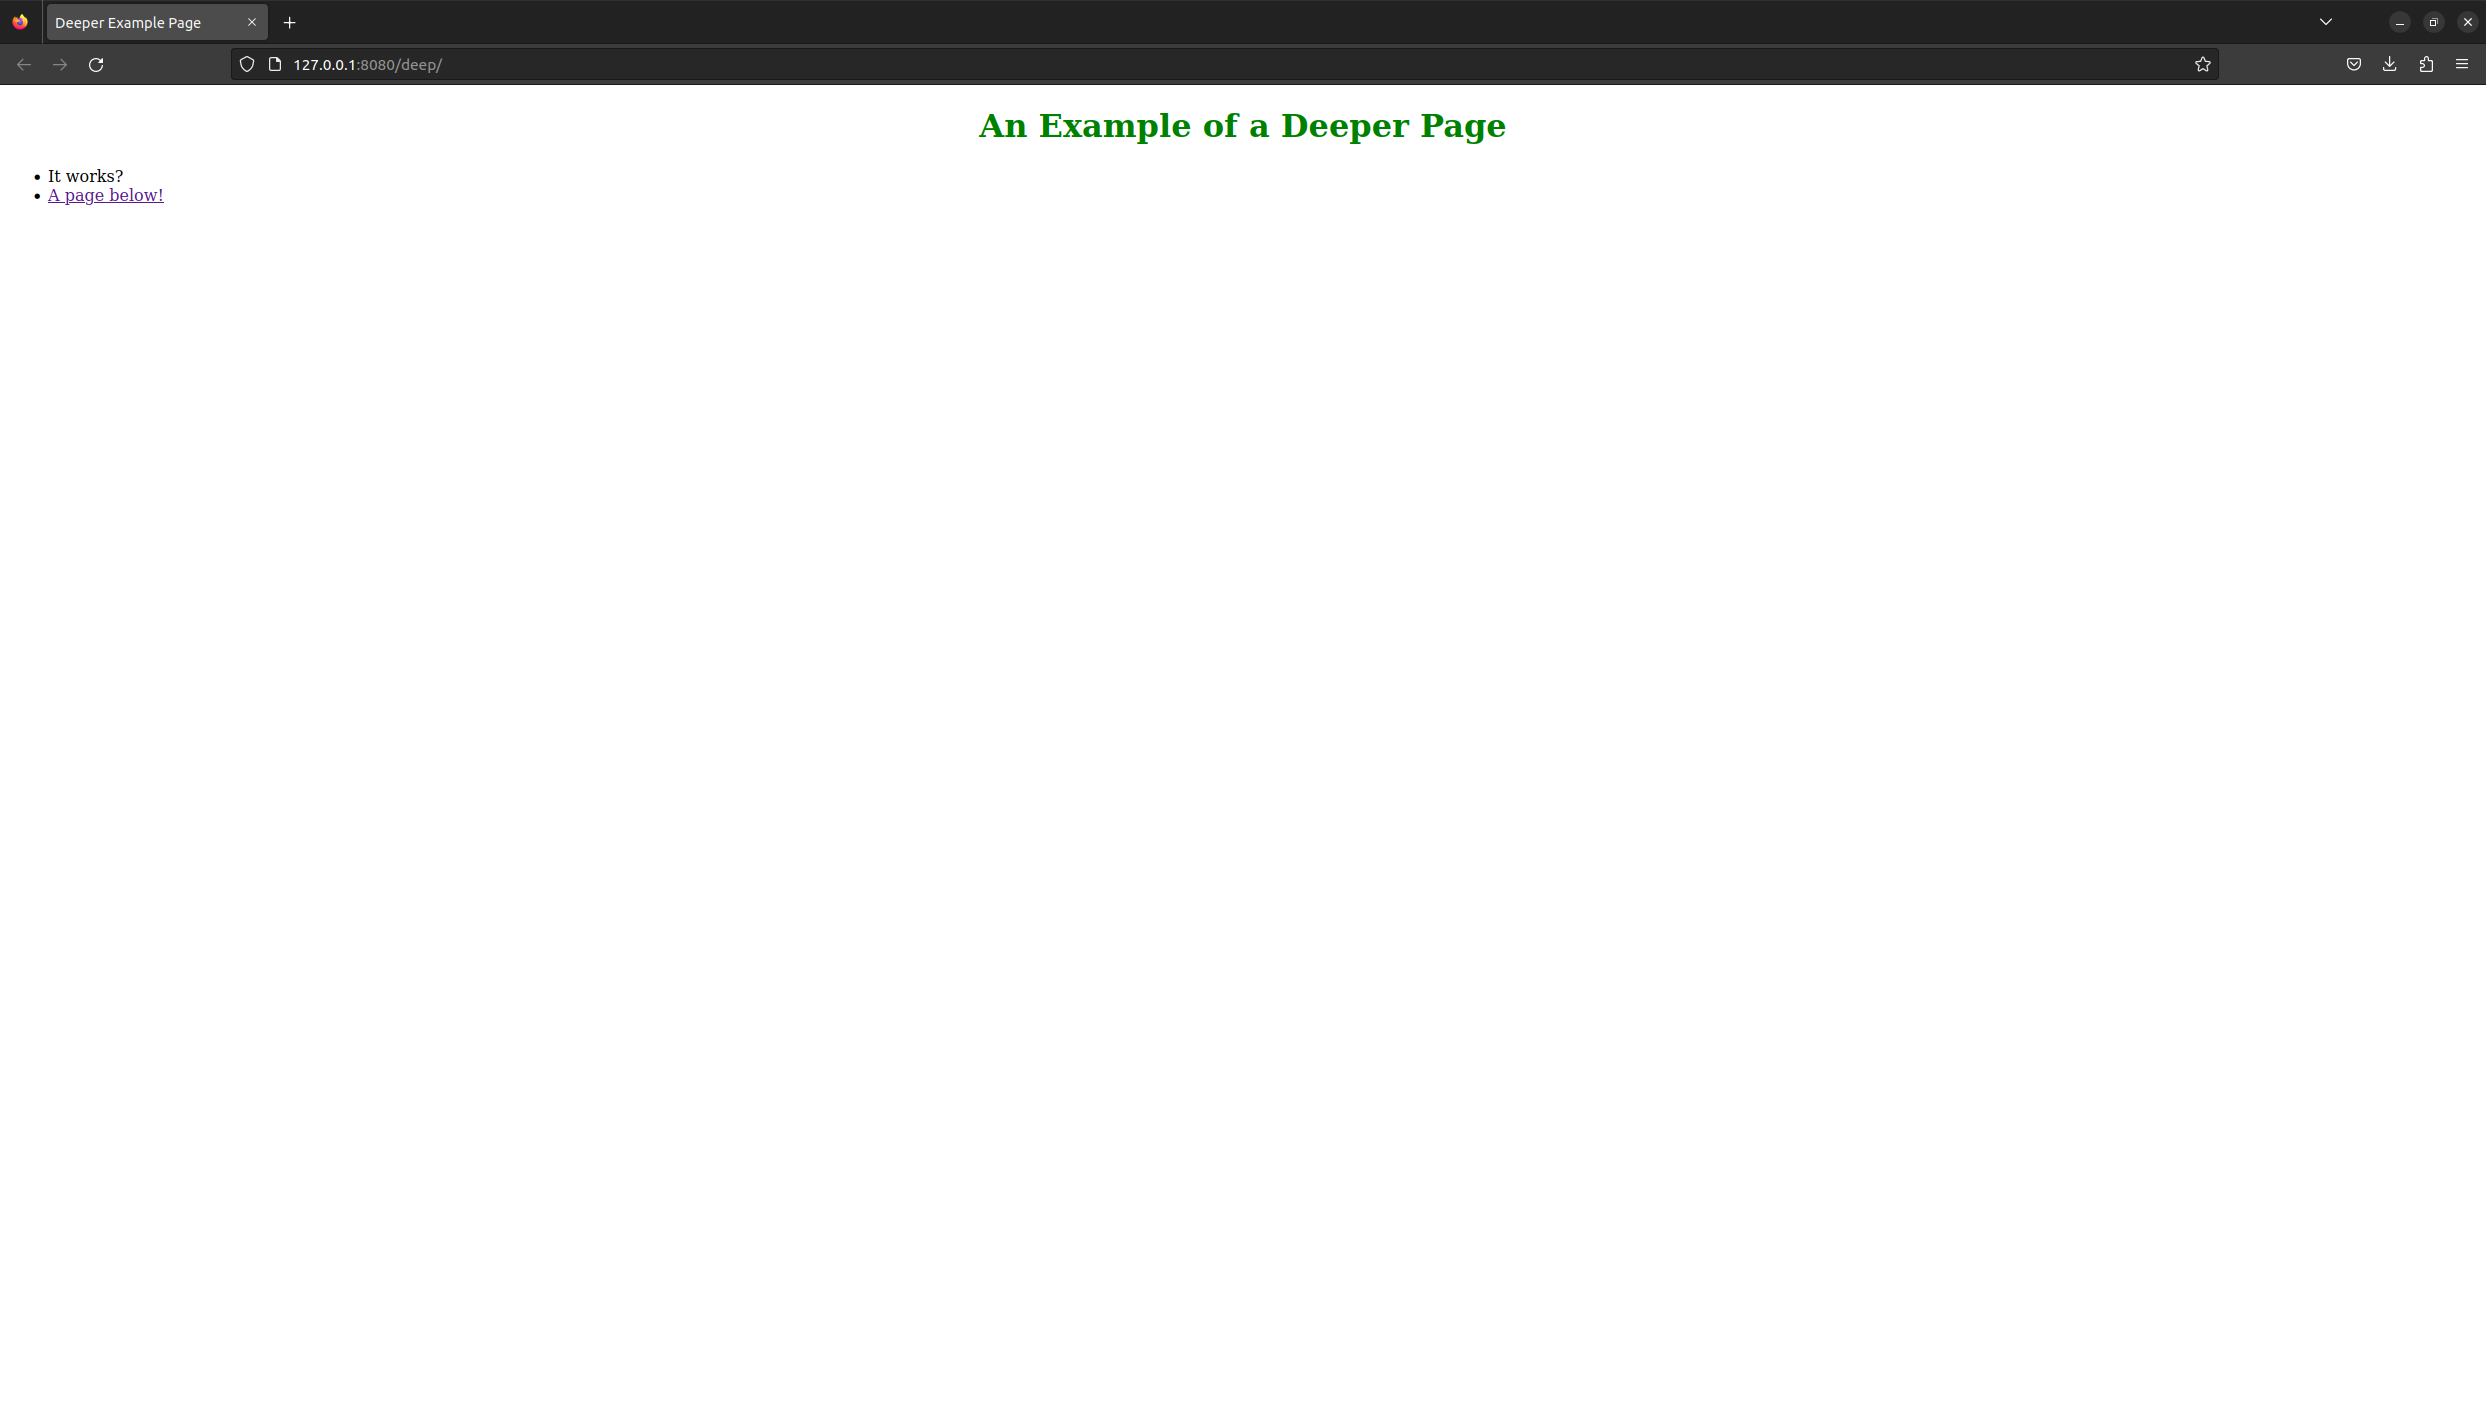 Deeper Example Page
127.0.0.1:8080/deep/
An Example of a Deeper Page
• It works?
• A page below!